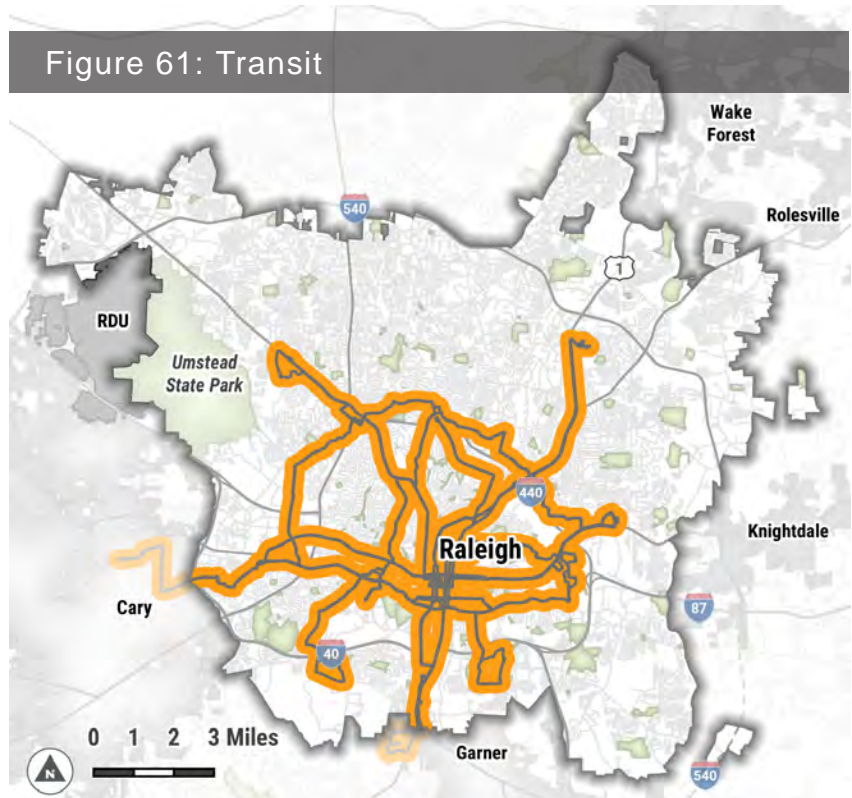 Figure 61: Transit
Wake
Forest
540
Rolesville
1
RDU
Umstead
State Park
440
Raleigh
Knightdale
Cary
87
40
0 1 2 3 Miles
Garner
N
540